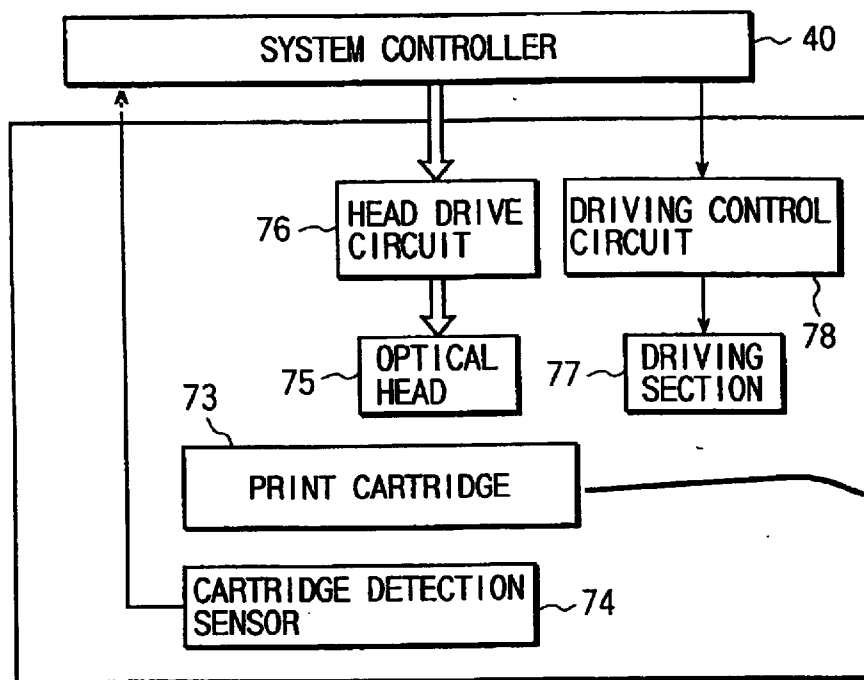 SYSTEM CONTROLLER
40
76
HEAD DRIVE
CIRCUIT
DRIVING CONTROL
CIRCUIT
78
75
OPTICAL
HEAD
77
DRIVING
SECTION
73
PRINT CARTRIDGE
CARTRIDGE DETECTION
SENSOR
74